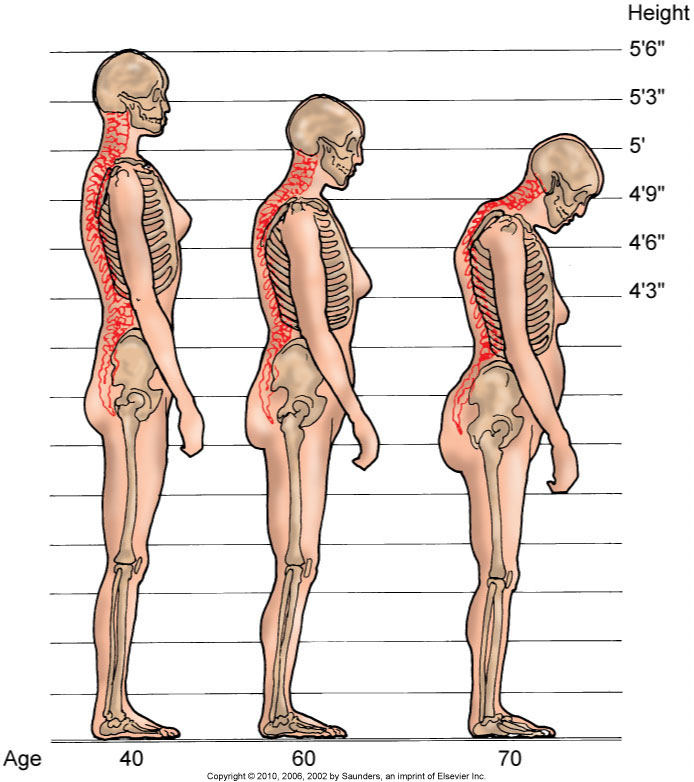 Height
5'6"
5'3"
5'
4'9"
4'6"
4'3"
Age 40 60 70
Copyright © 2010, 2006, 2002 by Saunders, an imprint of Elsevier Inc.